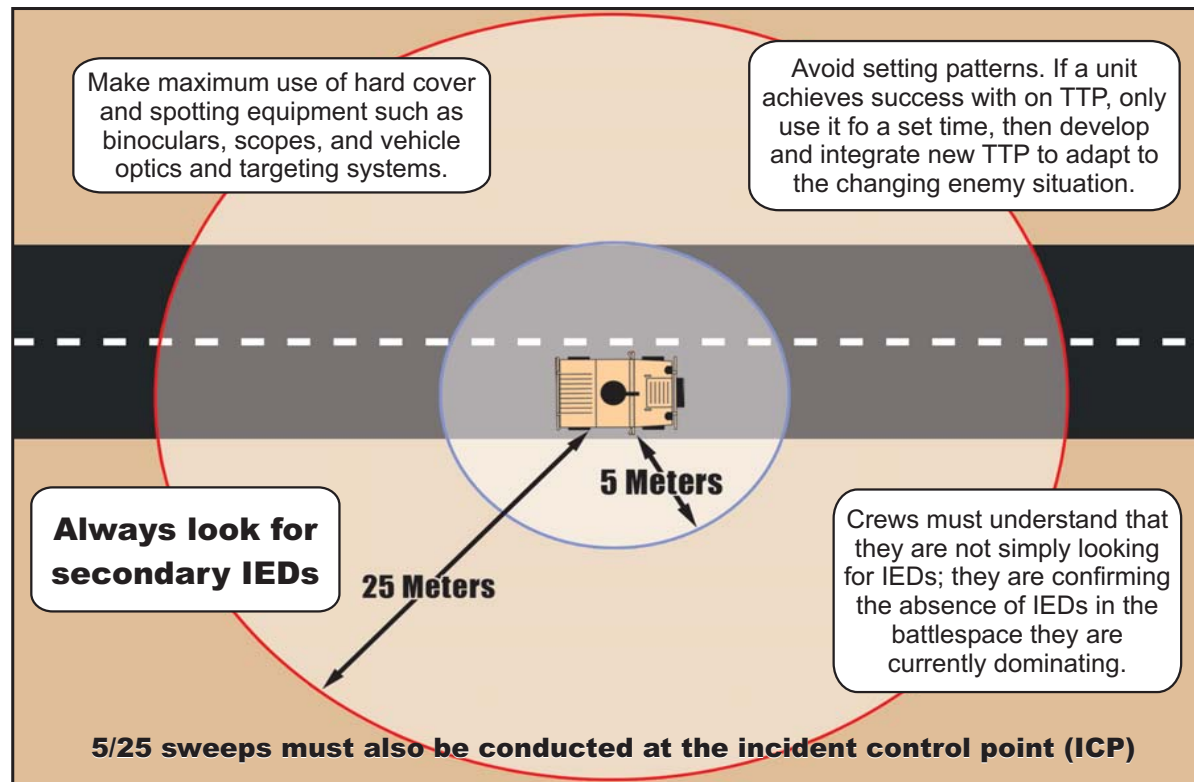 Make maximum use of hard cover
and spotting equipment such as
binoculars, scopes, and vehicle
optics and targeting systems.
Avoid setting patterns. If a unit
achieves success with on TTP, only
use it fo a set time, then develop
and integrate new TTP to adapt to
the changing enemy situation.
5 Meters
Always look for
secondary IEDs
25 Meters
Crews must understand that
they are not simply looking
for IEDs; they are confirming
the absence of IEDs in the
battlespace they are
currently dominating.
5/25 sweeps must also be conducted at the incident control point (ICP)